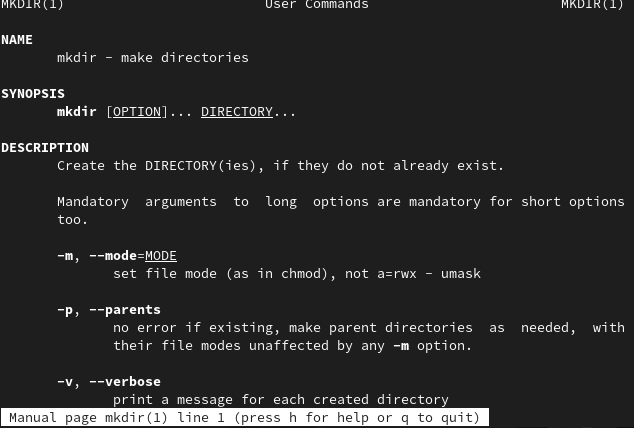 MKDIR(1) User Commands MKDIR(1)
NAME
mkdir - make directories
SYNOPSIS
mkdir [OPTION]... DIRECTORY...
DESCRIPTION
Create the DIRECTORY(ies), if they do not already exist.
Mandatory arguments to long options are mandatory for short options
too.
-m, --mode=MODE
set file mode (as in chmod), not a=rwx - umask
-p, --parents
no error if existing, make parent directories as needed, with
their file modes unaffected by any -m option.
-v, --verbose
print a message for each created directory
Manual page mkdir(1) line 1 (press h for help or q to quit)